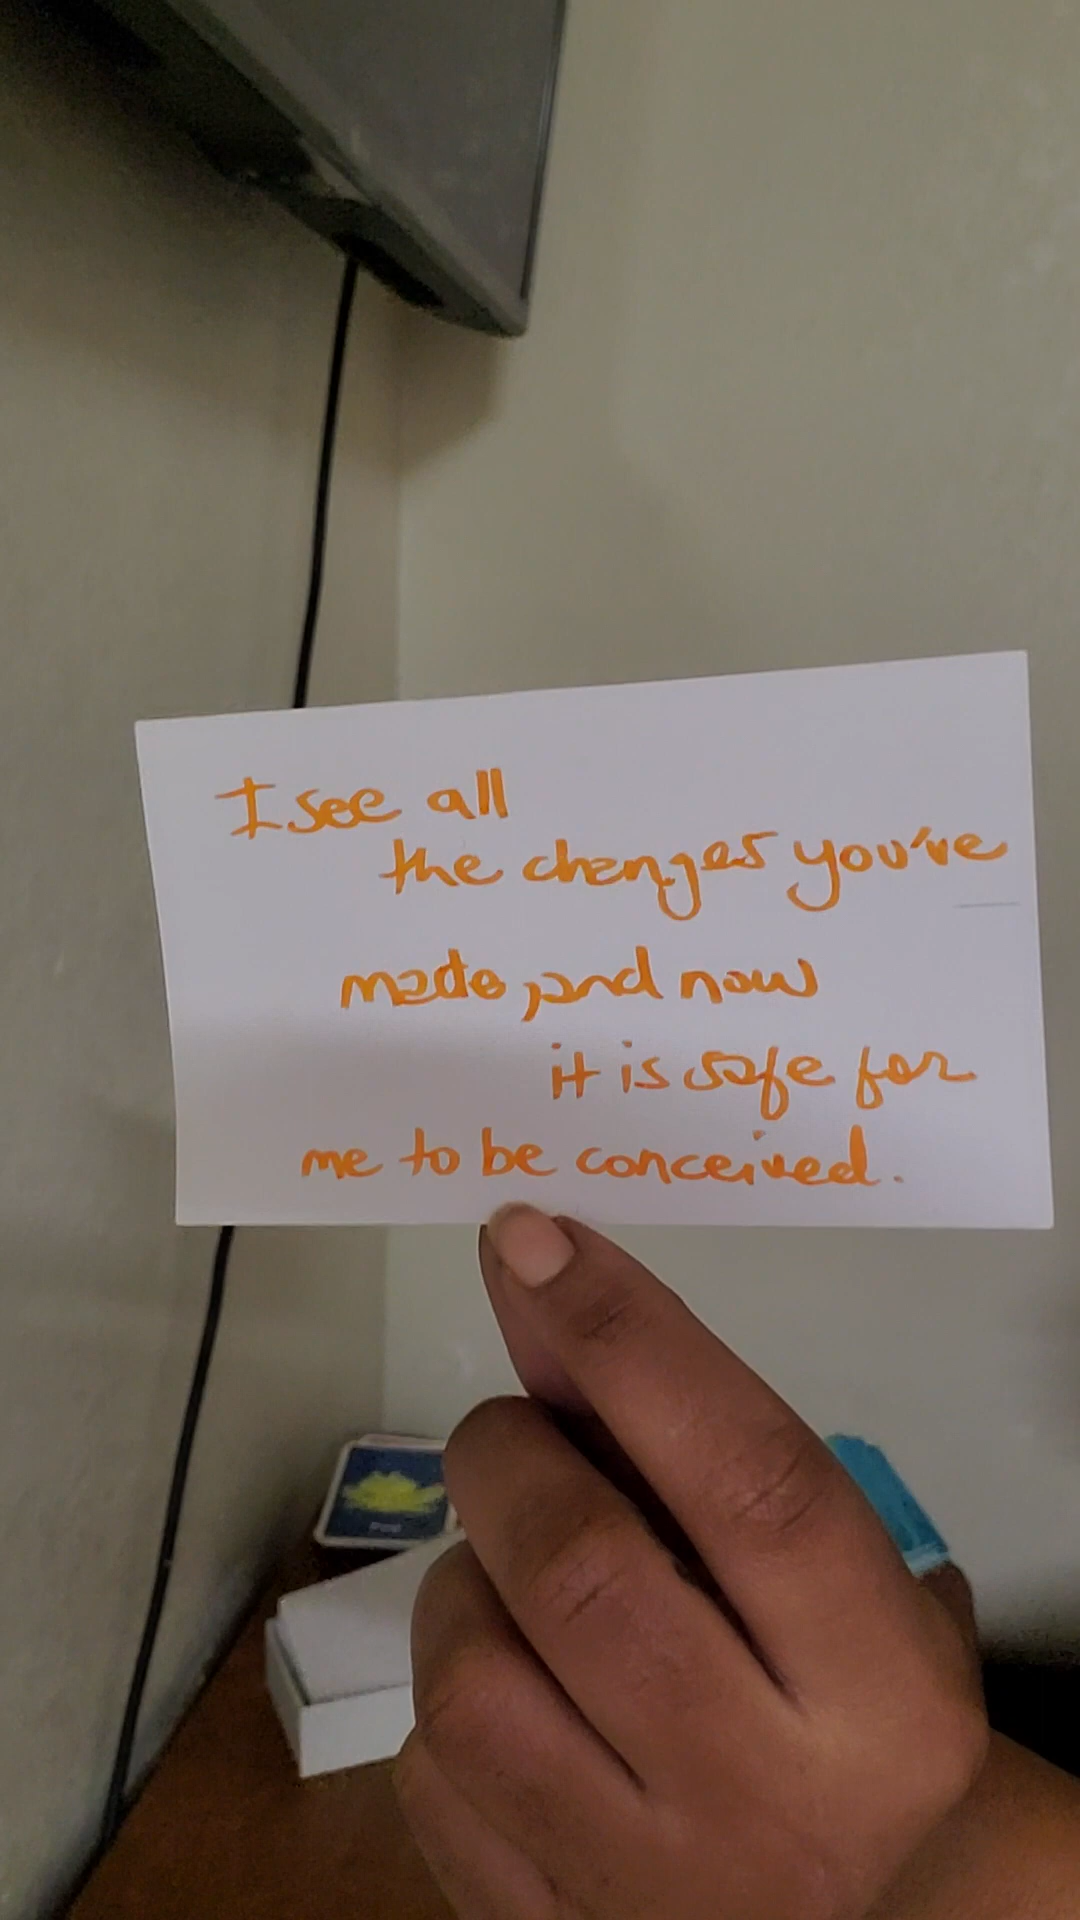 I see all
the changes you've
made, and now
it is safe for
me to be conceived.